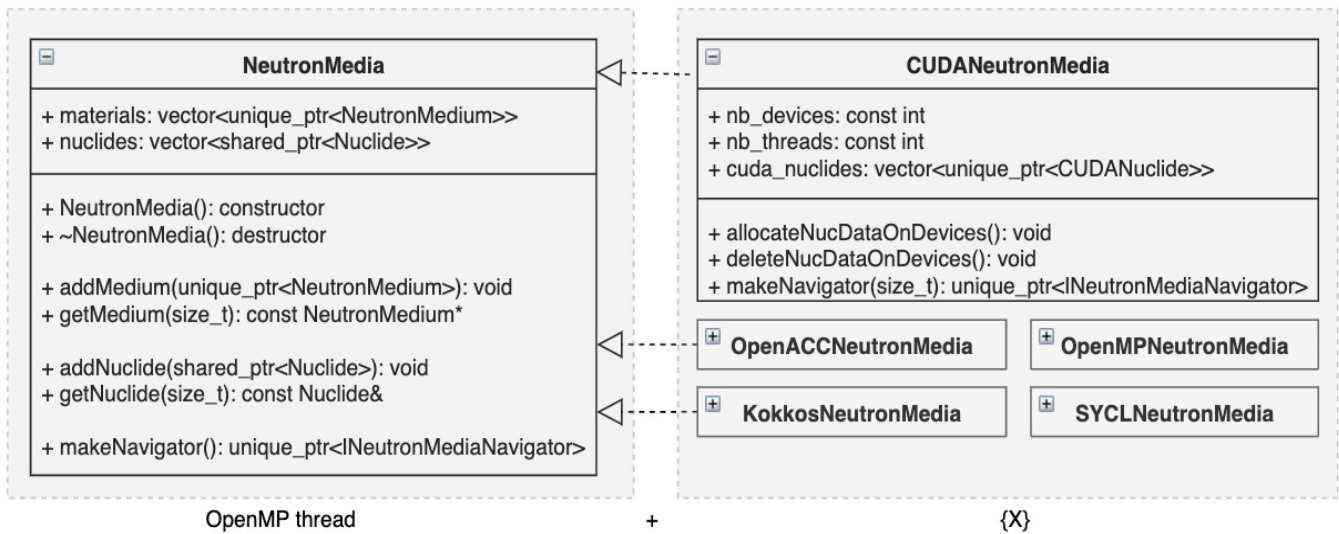 NeutronMedia
+ materials: vector<unique_ptr<NeutronMedium>>
+ nuclides: vector<shared_ptr<Nuclide>>
+ NeutronMedia(): constructor
+ ~NeutronMedia(): destructor
+ addMedium(unique_ptr<NeutronMedium>): void
+ getMedium(size_t): const NeutronMedium*
+ addNuclide(shared_ptr<Nuclide>): void
+ getNuclide(size_t): const Nuclide&
+ makeNavigator(): unique_ptr<INeutronMediaNavigator>
CUDANeutronMedia
+ nb_devices: const int
+ nb_threads: const int
+ cuda_nuclides: vector<unique_ptr<CUDANuclide>>
+ allocateNucDataOnDevices(): void
+ deleteNucDataOnDevices(): void
+ makeNavigator(size_t): unique_ptr<INeutronMediaNavigator>
OpenACCNeutronMedia
OpenMPNeutronMedia
KokkosNeutronMedia
SYCLNeutronMedia
OpenMP thread + {X}